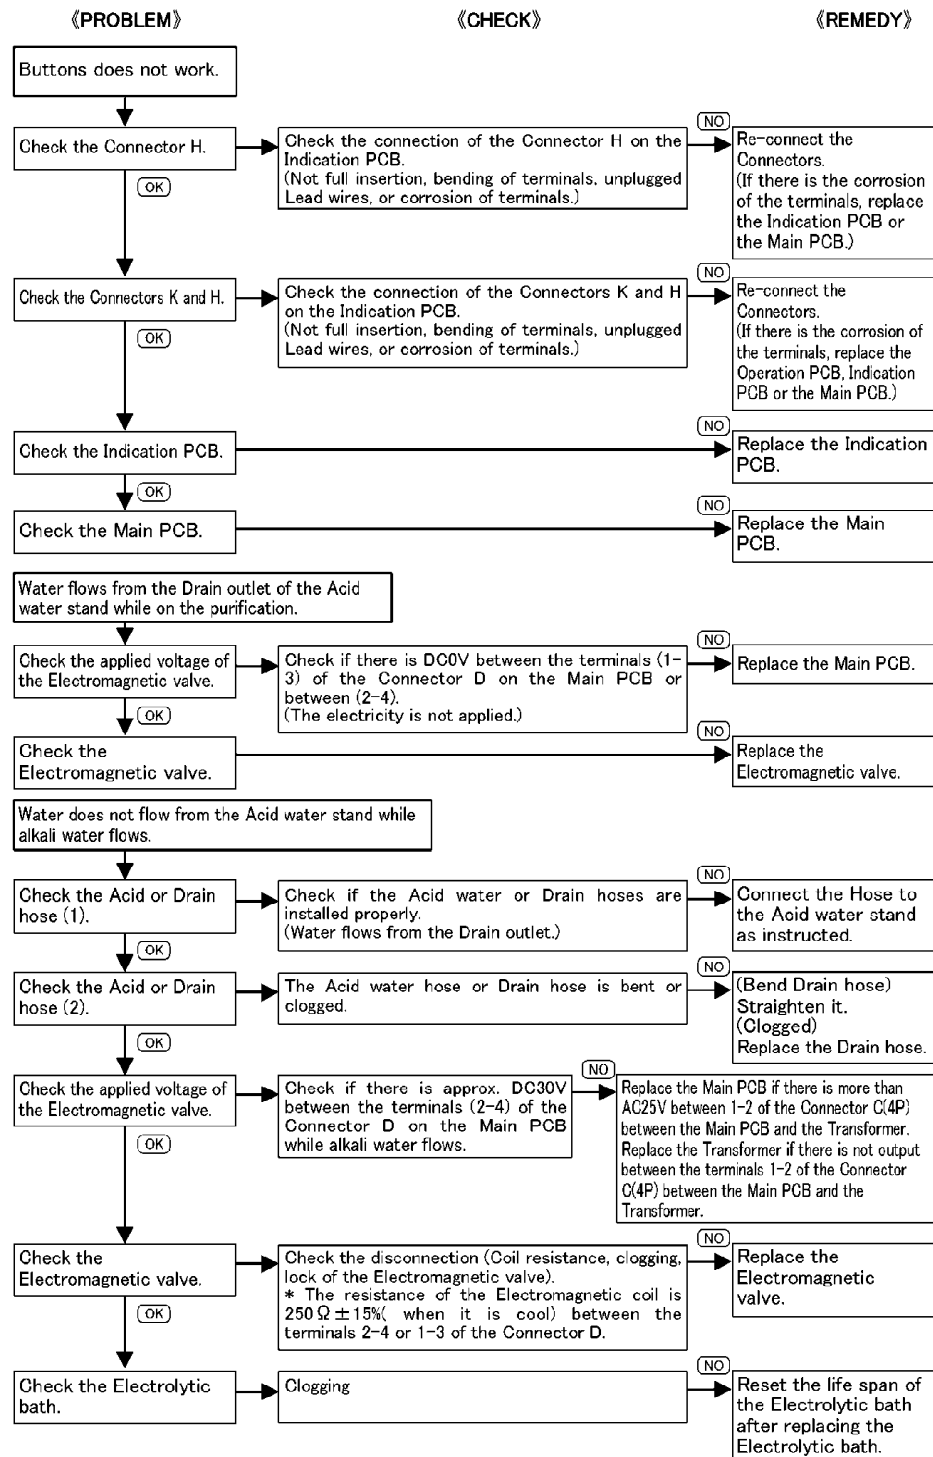 《PROBLEM》
《CHECK》
《REMEDY》
Buttons does not work.
Check the Connector H.
OK
Check the connection of the Connector H on the
Indication PCB.
(Not full insertion, bending of terminals, unplugged
Lead wires, or corrosion of terminals.)
NO
Re-connect the
Connectors.
(If there is the corrosion
of the terminals, replace
the Indication PCB or
the Main PCB.)
Check the Connectors K and H.
OK
Check the connection of the Connectors K and H
on the Indication PCB.
(Not full insertion, bending of terminals, unplugged
Lead wires, or corrosion of terminals.)
NO
Re-connect the
Connectors.
(If there is the corrosion of
the terminals, replace the
Operation PCB, Indication
PCB or the Main PCB.)
Check the Indication PCB.
OK
NO
Replace the Indication
PCB.
Check the Main PCB.
NO
Replace the Main
PCB.
Water flows from the Drain outlet of the Acid
water stand while on the purification.
Check the applied voltage of
the Electromagnetic valve.
OK
Check if there is DC0V between the terminals (1-
3) of the Connector D on the Main PCB or
between (2-4).
(The electricity is not applied.)
NO
Replace the Main PCB.
Check the
Electromagnetic valve.
NO
Replace the
Electromagnetic valve.
Water does not flow from the Acid water stand while
alkali water flows.
Check the Acid or Drain
hose (1).
OK
Check if the Acid water or Drain hoses are
installed properly.
(Water flows from the Drain outlet.)
NO
Connect the Hose to
the Acid water stand
as instructed.
Check the Acid or Drain
hose (2).
OK
The Acid water hose or Drain hose is bent or
clogged.
NO
(Bend Drain hose)
Straighten it.
(Clogged)
Replace the Drain hose.
Check the applied voltage of
the Electromagnetic valve.
OK
Check if there is approx. DC30V
between the terminals (2-4) of the
Connector D on the Main PCB
while alkali water flows.
NO
Replace the Main PCB if there is more than
AC25V between 1-2 of the Connector C(4P)
between the Main PCB and the Transformer.
Replace the Transformer if there is not output
between the terminals 1-2 of the Connector
C(4P) between the Main PCB and the
Transformer.
Check the
Electromagnetic valve.
OK
Check the disconnection (Coil resistance, clogging,
lock of the Electromagnetic valve).
* The resistance of the Electromagnetic coil is
250Ω±15%( when it is cool) between the
terminals 2-4 or 1-3 of the Connector D.
NO
Replace the
Electromagnetic
valve.
Check the Electrolytic
bath.
Clogging
NO
Reset the life span of
the Electrolytic bath
after replacing the
Electrolytic bath.